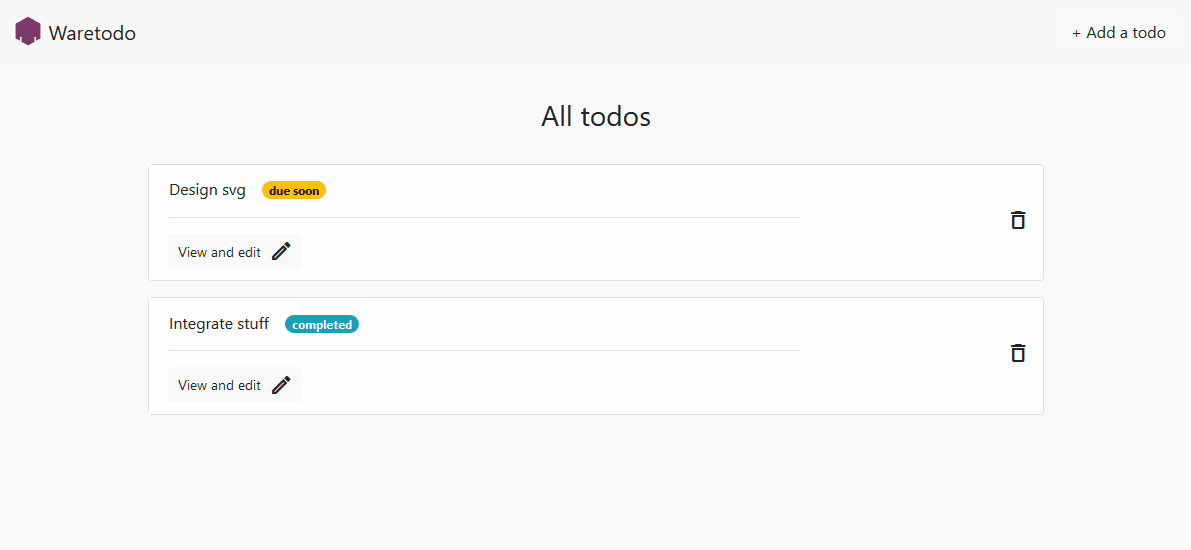 Waretodo
+ Add a todo
All todos
Design svg due soon
View and edit
Integrate stuff completed
View and edit